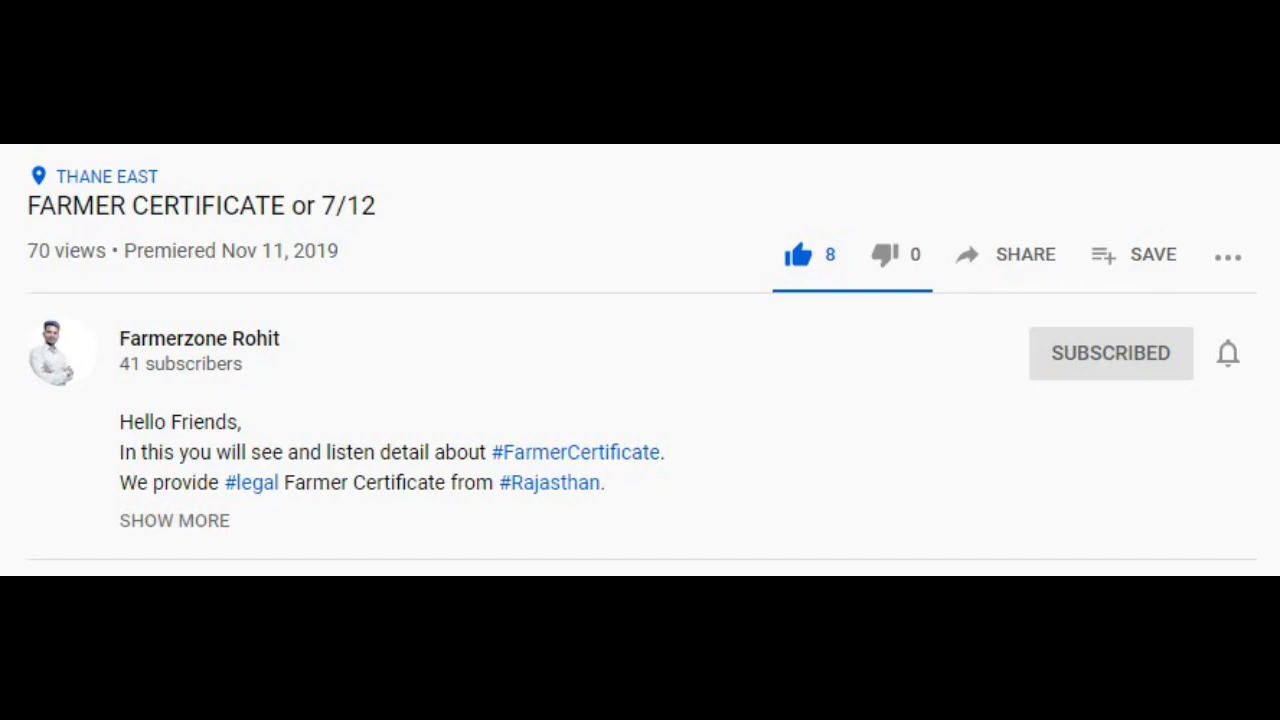 THANE EAST
FARMER CERTIFICATE or 7/12
70 views • Premiered Nov 11, 2019
8 0 SHARE SAVE
Farmerzone Rohit
41 subscribers
SUBSCRIBED
Hello Friends,
In this you will see and listen detail about #FarmerCertificate.
We provide #legal Farmer Certificate from #Rajasthan.
SHOW MORE